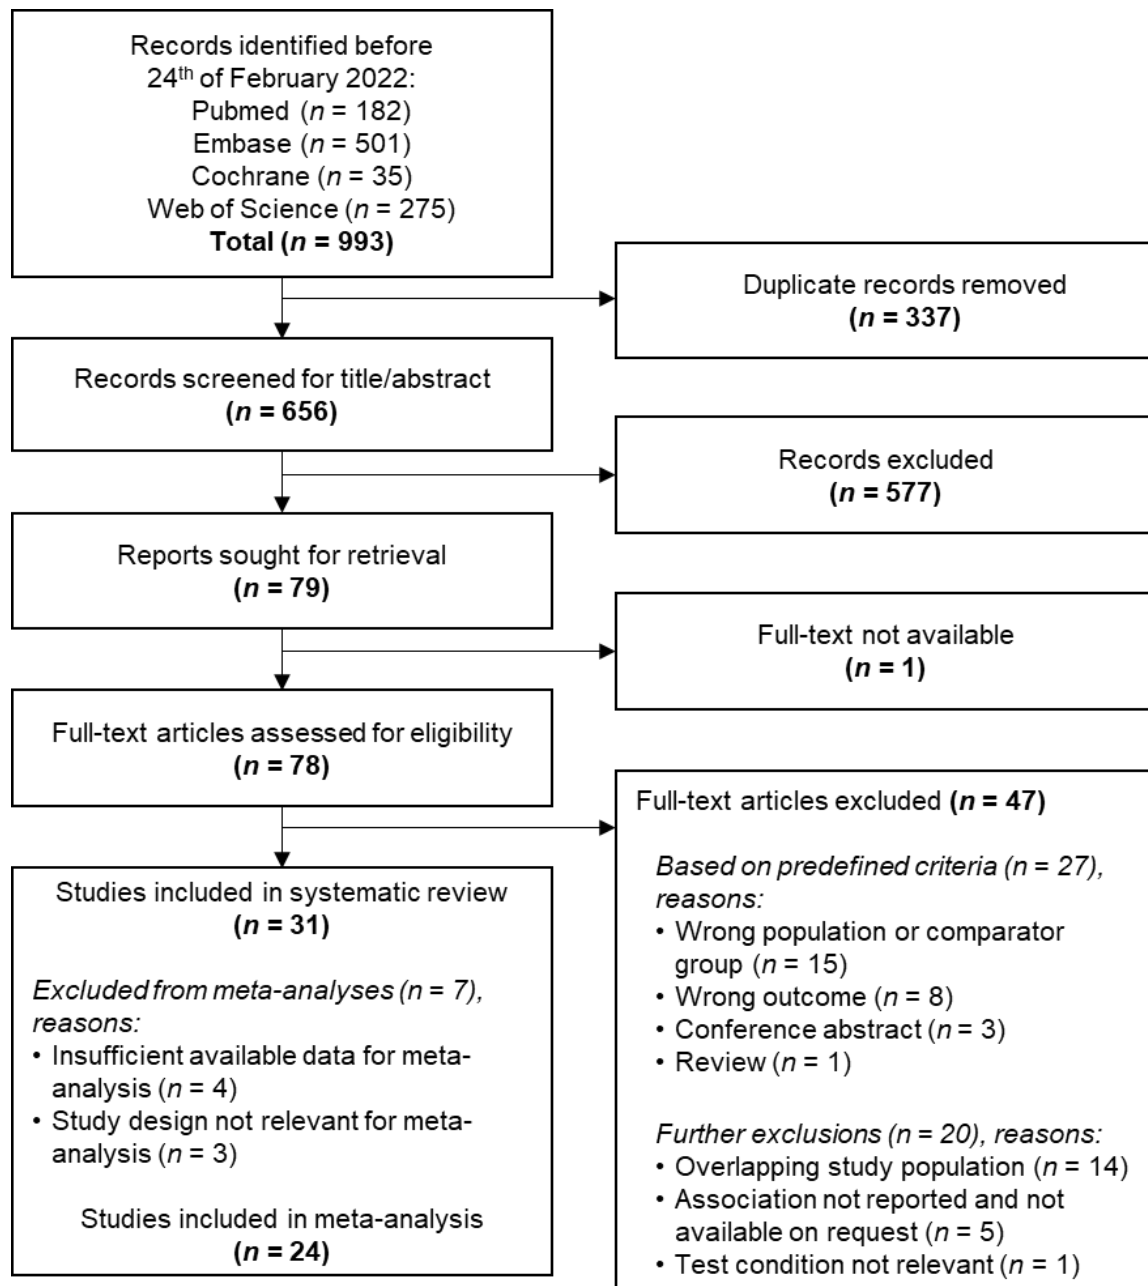 Records identified before
24th of February 2022:
Pubmed (n = 182)
Embase (n = 501)
Cochrane (n = 35)
Web of Science (n = 275)
Total (n = 993)
Duplicate records removed
(n = 337)
Records screened for title/abstract
(n = 656)
Records excluded
(n = 577)
Reports sought for retrieval
(n = 79)
Full-text not available
(n = 1)
Full-text articles assessed for eligibility
(n = 78)
Full-text articles excluded (n = 47)
Based on predefined criteria (n = 27),
reasons:
• Wrong population or comparator
group (n = 15)
• Wrong outcome (n = 8)
• Conference abstract (n = 3)
• Review (n = 1)
Further exclusions (n = 20), reasons:
• Overlapping study population (n = 14)
• Association not reported and not
available on request (n = 5)
• Test condition not relevant (n = 1)
Studies included in systematic review
(n = 31)
Excluded from meta-analyses (n = 7),
reasons:
• Insufficient available data for meta-
analysis (n = 4)
• Study design not relevant for meta-
analysis (n = 3)
Studies included in meta-analysis
(n = 24)